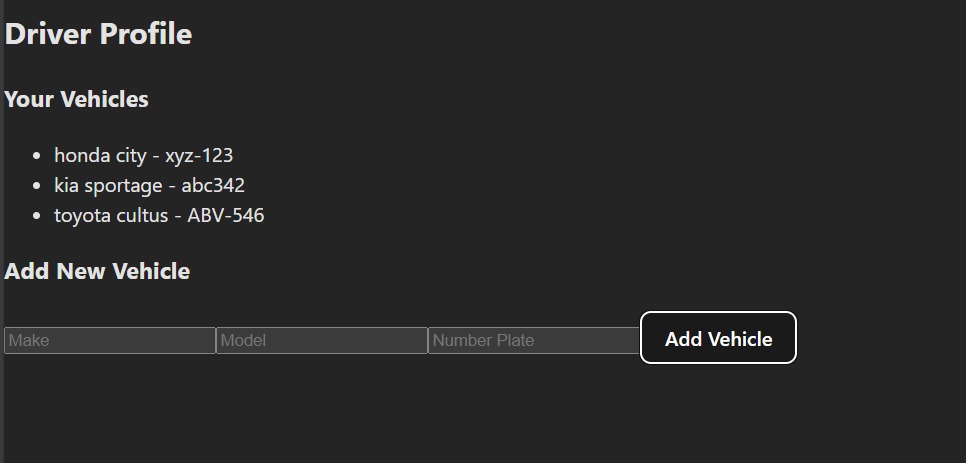 Driver Profile
Your Vehicles
honda city - xyz-123
kia sportage - abc342
toyota cultus - ABV-546
Add New Vehicle
Make Model Number Plate Add Vehicle